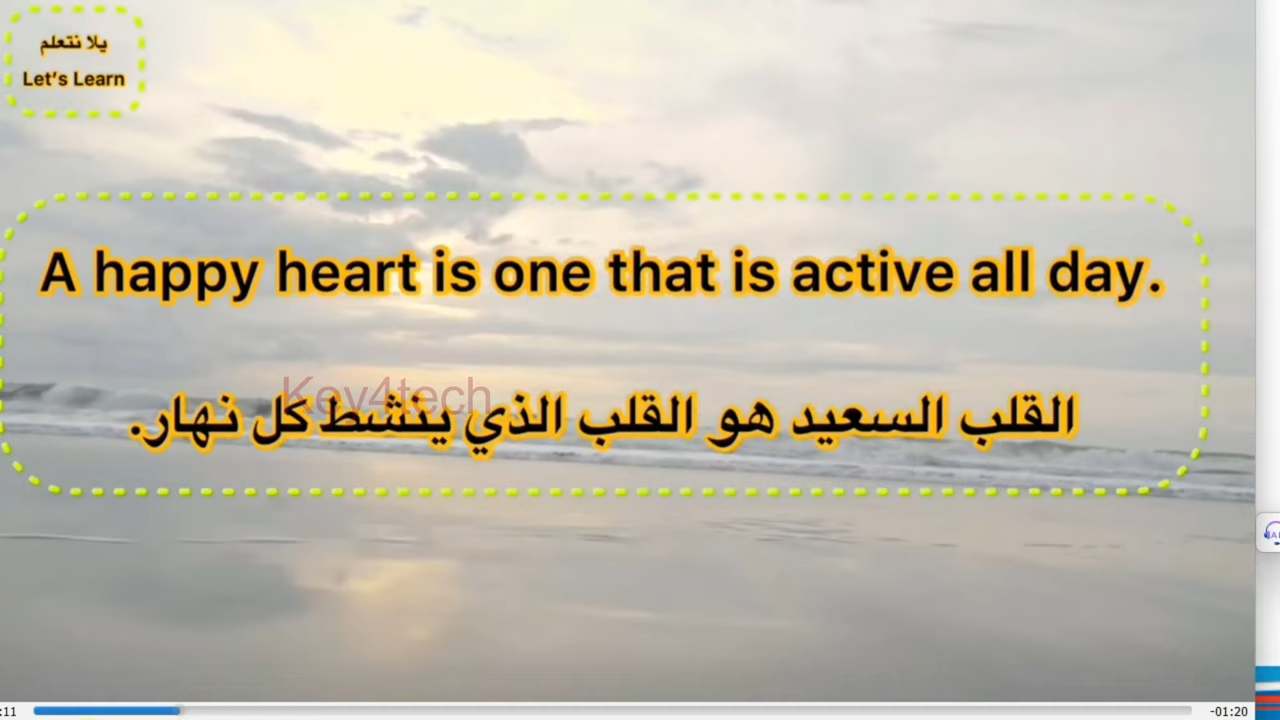 يلا نتعلم
Let's Learn
A happy heart is one that is active all day.
Key4tech
القلب السعيد هو القلب الذي ينشط كل نهار.
:11
-01:20